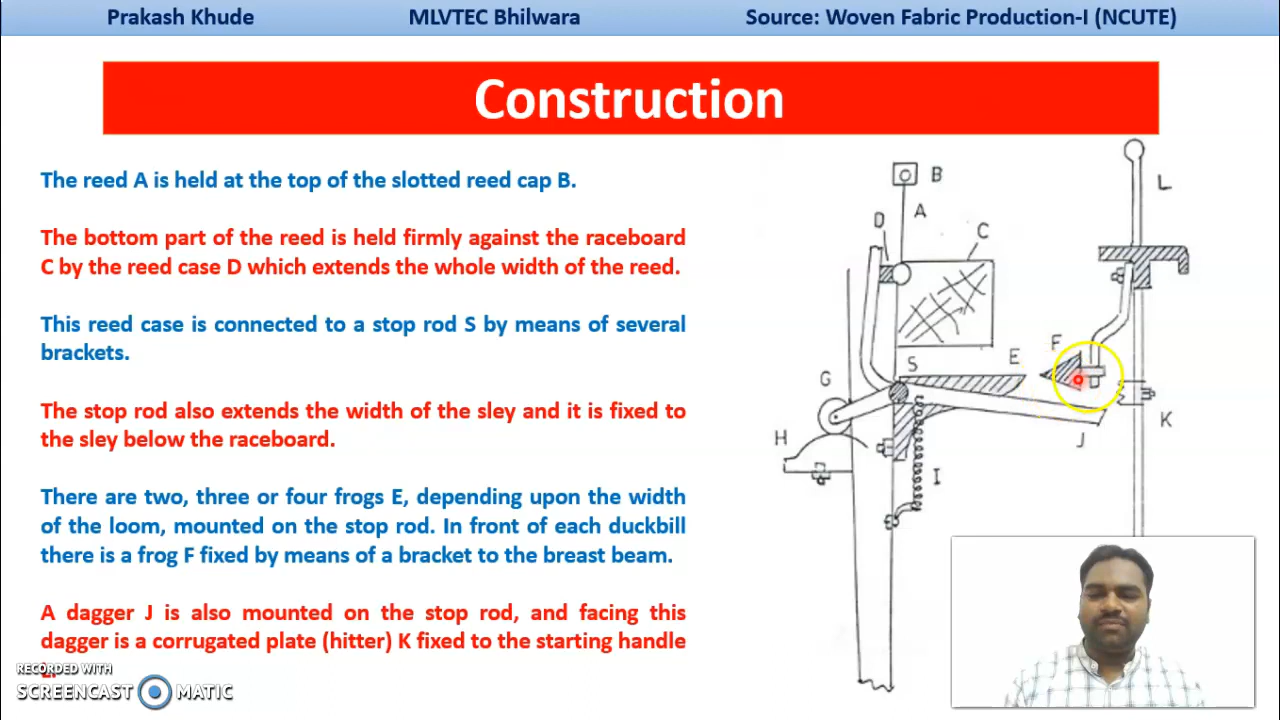 Prakash Khude MLVTEC Bhilwara Source: Woven Fabric Production-I (NCUTE)
Construction
The reed A is held at the top of the slotted reed cap B.
The bottom part of the reed is held firmly against the raceboard
C by the reed case D which extends the whole width of the reed.
This reed case is connected to a stop rod S by means of several
brackets.
The stop rod also extends the width of the sley and it is fixed to
the sley below the raceboard.
There are two, three or four frogs E, depending upon the width
of the loom, mounted on the stop rod. In front of each duckbill
there is a frog F fixed by means of a bracket to the breast beam.
A dagger J is also mounted on the stop rod, and facing this
dagger is a corrugated plate (hitter) K fixed to the starting handle
RECORDED WITH
SCREENCAST MATIC
B
L
A
D
C
F
E
S
G
K
H
J
I